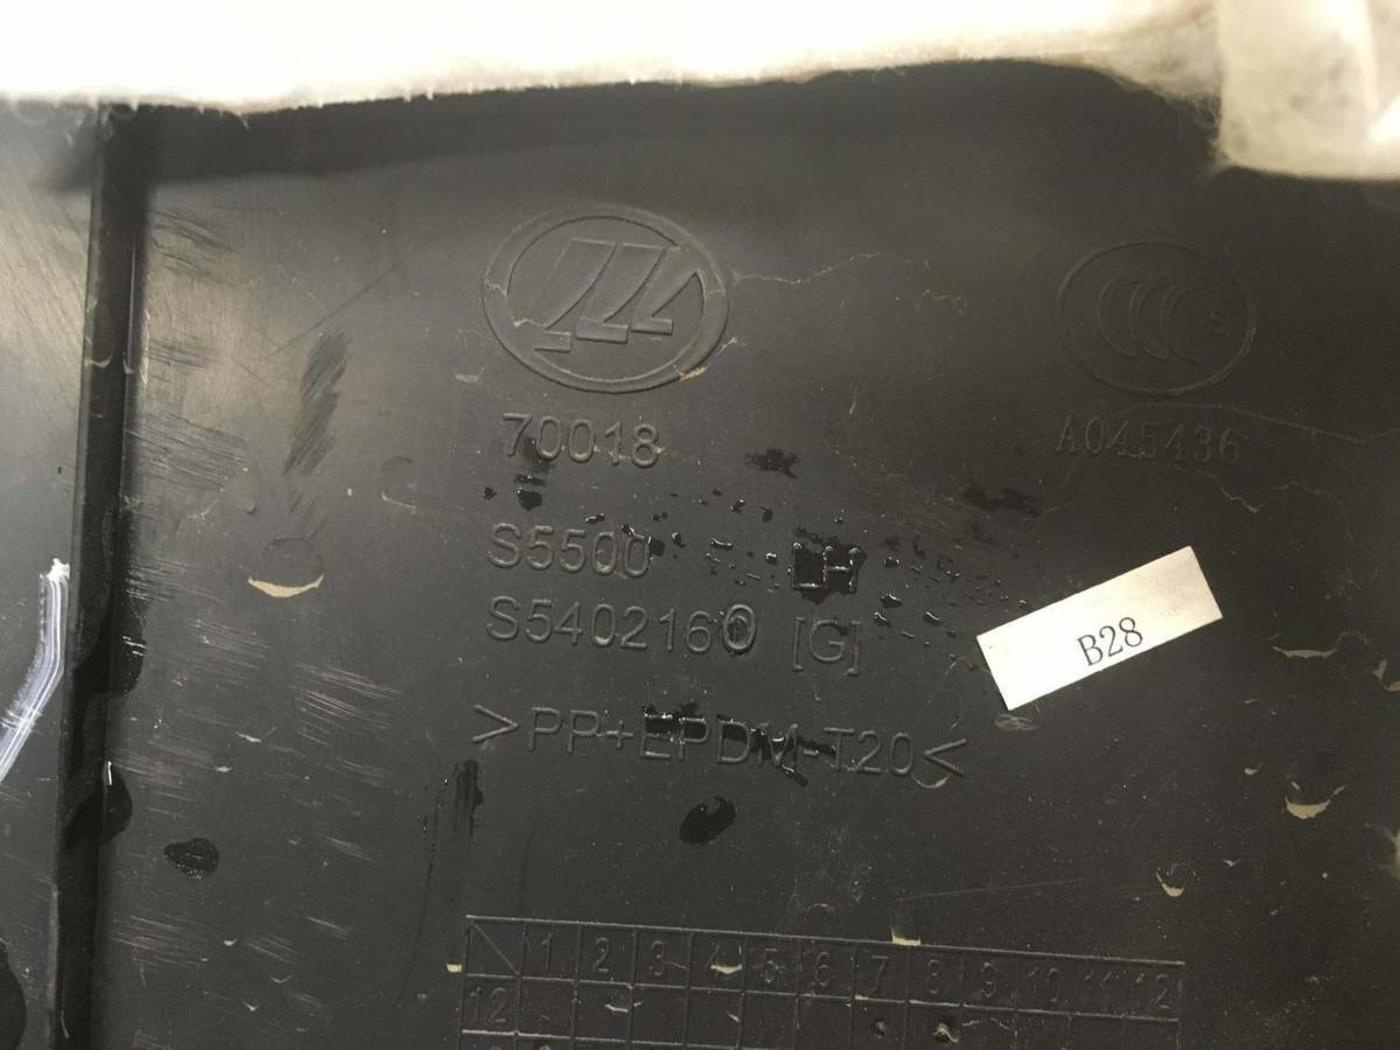 70018
A045436
S5500 LH
S5402160 [G]
B28
>PP+EPDM-T20<
1 2 3 4 5 6 7 8 9 10 11 12
12